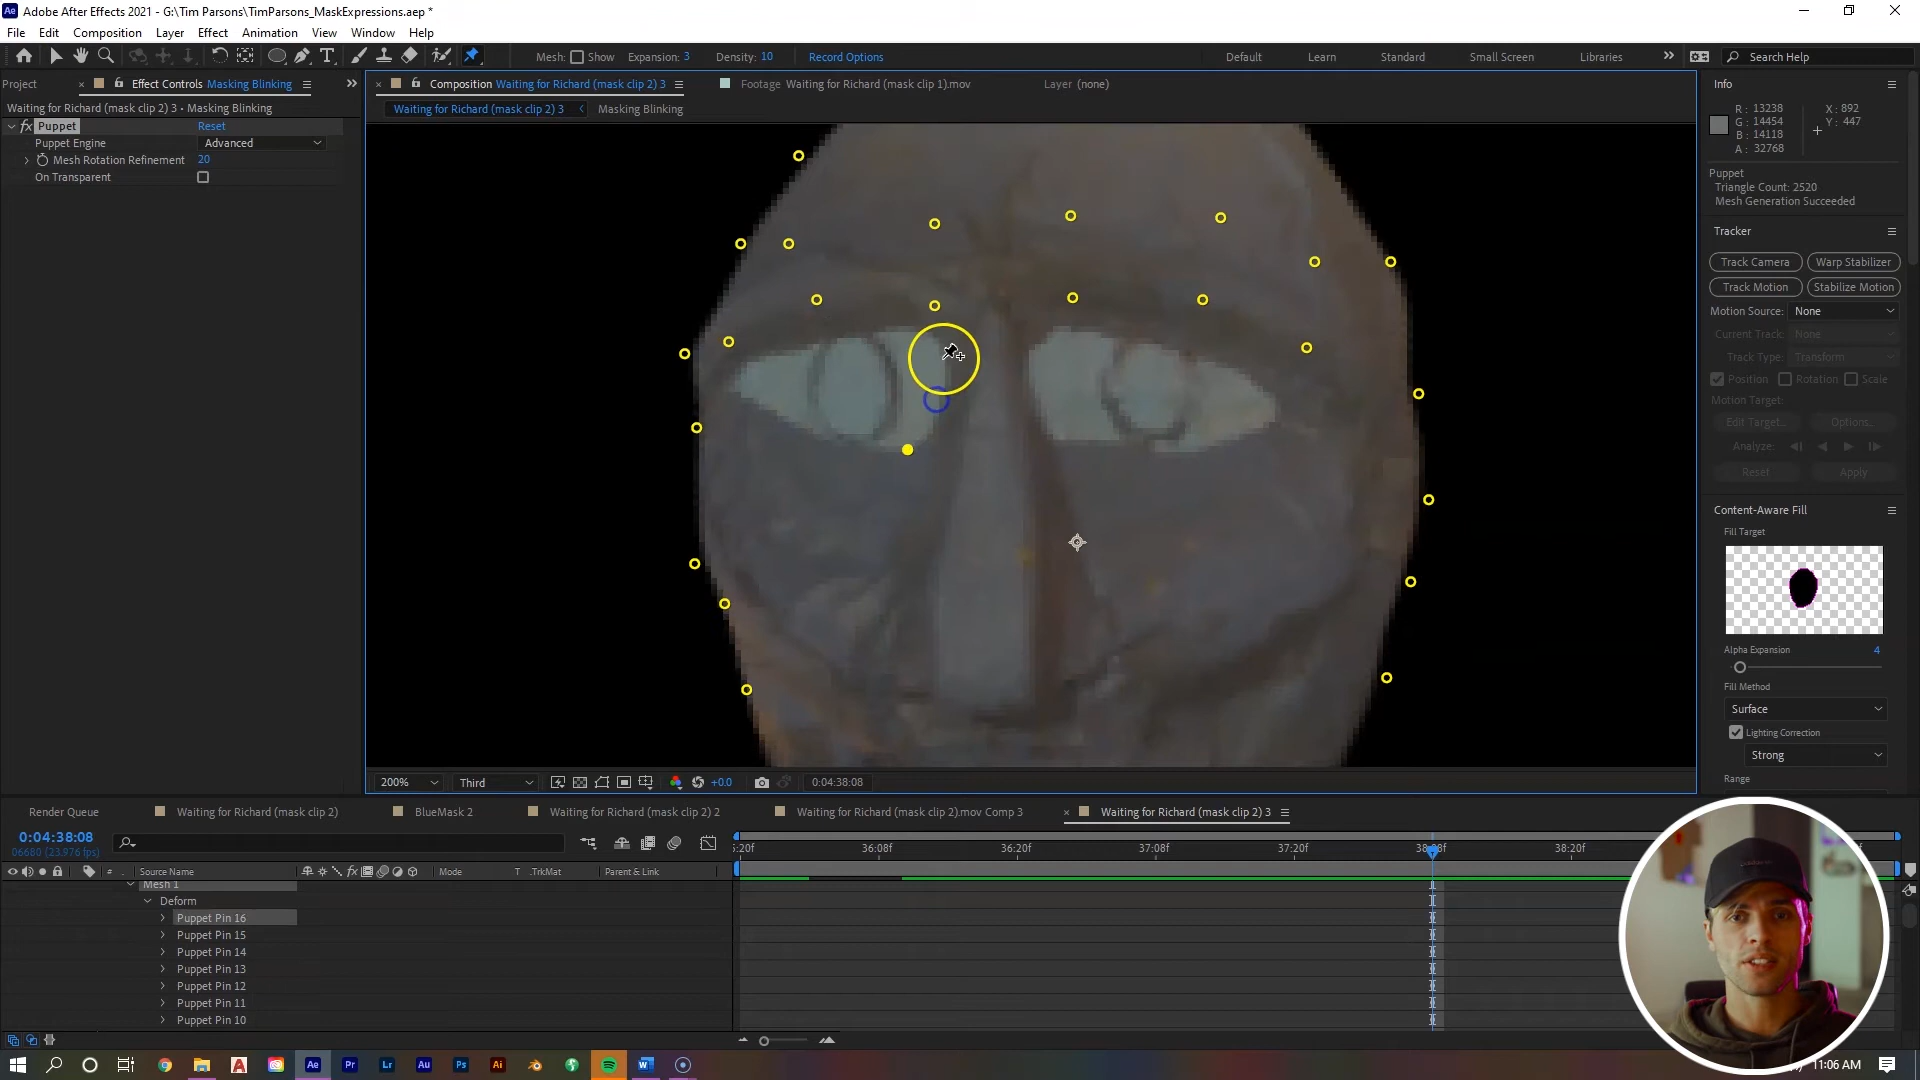 Ae Adobe After Effects 2021 - G:\Tim Parsons\TimParsons_MaskExpressions.aep *
File Edit Composition Layer Effect Animation View Window Help
Mesh: Show Expansion: 3 Density: 10 Record Options Default Learn Standard Small Screen Libraries » Search Help
Project × Effect Controls Masking Blinking »
Waiting for Richard (mask clip 2) 3 • Masking Blinking
fx Puppet Reset
Puppet Engine Advanced
Mesh Rotation Refinement 20
On Transparent
× Composition Waiting for Richard (mask clip 2) 3 Footage Waiting for Richard (mask clip 1).mov Layer (none)
Waiting for Richard (mask clip 2) 3 Masking Blinking
200% Third +0.0 0:04:38:08
Info
R: 13238 X: 892
G: 14454 Y: 447
B: 14118
A: 32768
Puppet
Triangle Count: 2520
Mesh Generation Succeeded
Tracker
Track Camera Warp Stabilizer
Track Motion Stabilize Motion
Motion Source: None
Current Track: None
Track Type: Transform
Position Rotation Scale
Motion Target:
Edit Target... Options...
Analyze:
Reset Apply
Content-Aware Fill
Fill Target
Alpha Expansion 4
Fill Method
Surface
Lighting Correction
Strong
Range
Render Queue Waiting for Richard (mask clip 2) BlueMask 2 Waiting for Richard (mask clip 2) 2 Waiting for Richard (mask clip 2).mov Comp 3 × Waiting for Richard (mask clip 2) 3
0:04:38:08
06680 (23.976 fps)
5:20f 36:08f 36:20f 37:08f 37:20f 38:08f 38:20f
# Source Name fx Mode T .TrkMat Parent & Link
Mesh 1
Deform
Puppet Pin 16
Puppet Pin 15
Puppet Pin 14
Puppet Pin 13
Puppet Pin 12
Puppet Pin 11
Puppet Pin 10
Ae Pr Lr Au Ps Ai 11:06 AM